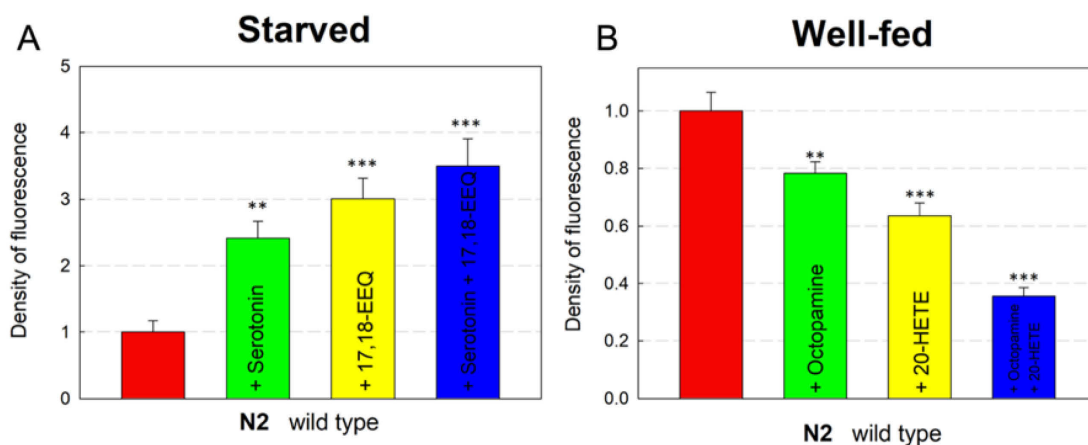 A
Starved
Density of fluorescence
5
4
3
2
1
0
**
***
***
+ Serotonin
+ 17,18-EEQ
+ Serotonin + 17,18-EEQ
N2 wild type
B
Well-fed
Density of fluorescence
1.0
0.8
0.6
0.4
0.2
0.0
**
***
***
+ Octopamine
+ 20-HETE
+ Octopamine
+ 20-HETE
N2 wild type